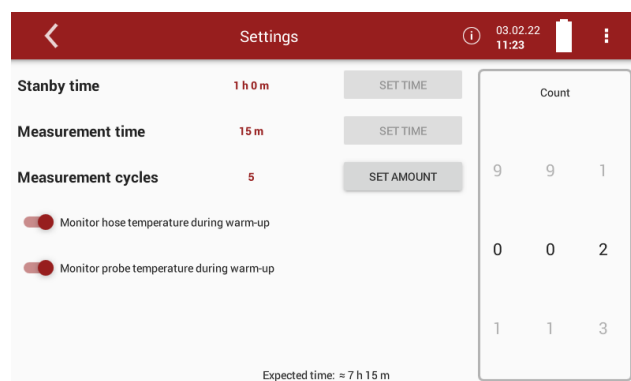 Settings
03.02.22
11:23
Stanby time 1 h 0 m SET TIME
Measurement time 15 m SET TIME
Measurement cycles 5 SET AMOUNT
Monitor hose temperature during warm-up
Monitor probe temperature during warm-up
Expected time: ≈ 7 h 15 m
Count
9 9 1
0 0 2
1 1 3